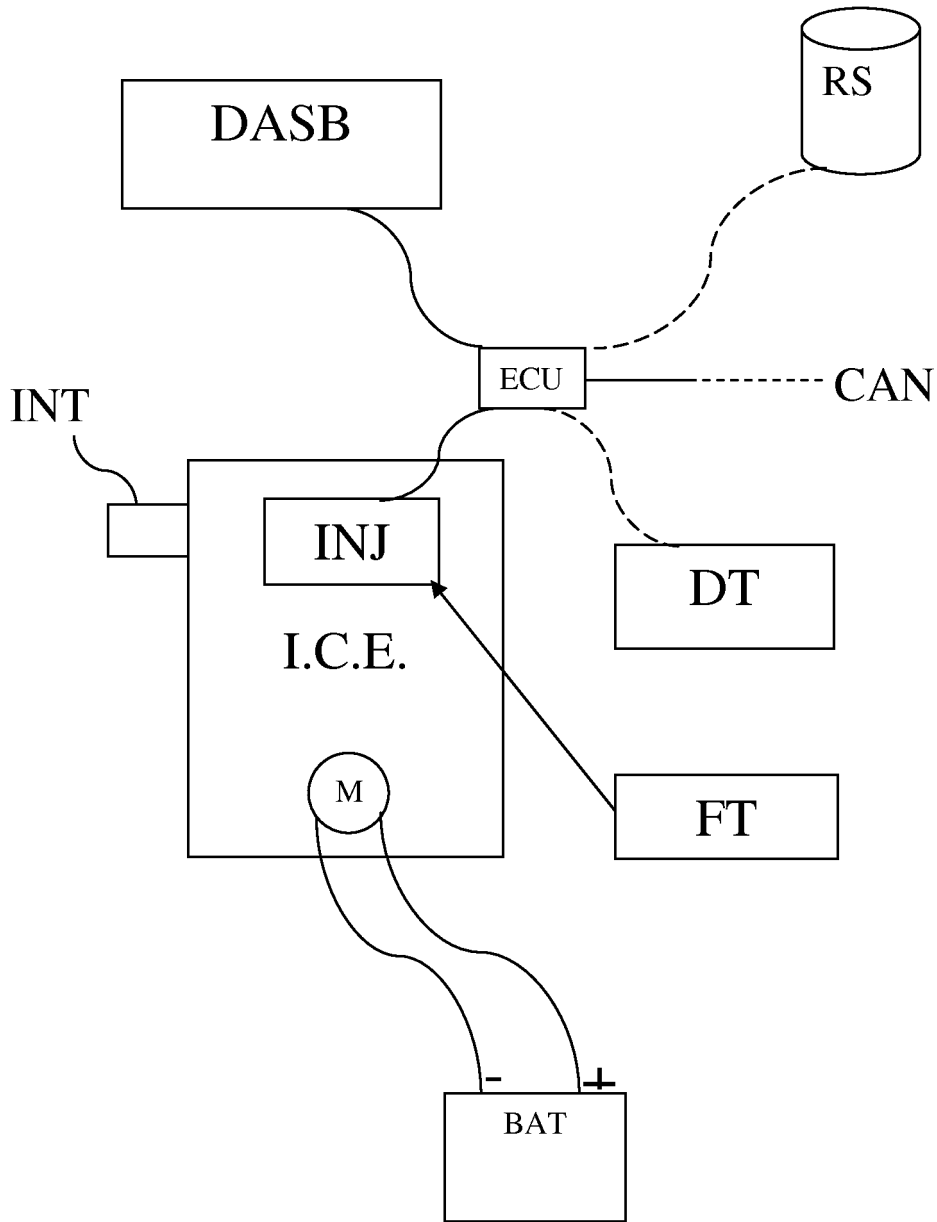 RS
DASB
ECU
CAN
INT
INJ
DT
I.C.E.
M
FT
- +
BAT